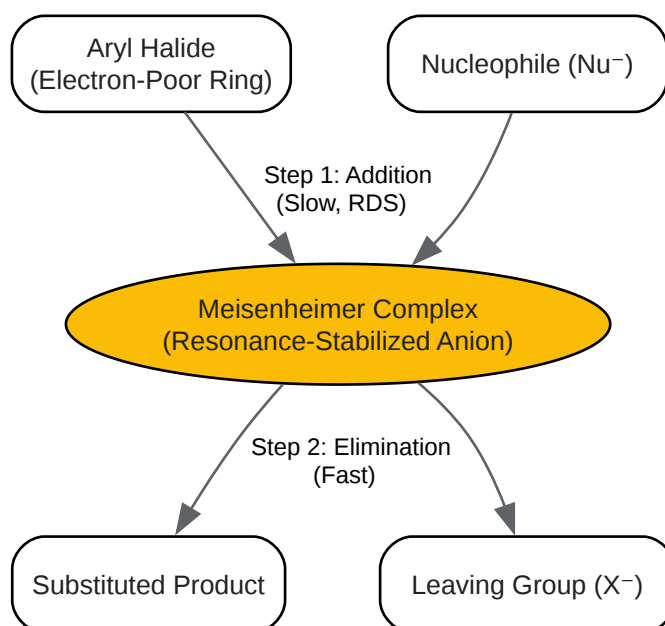 Aryl Halide
(Electron-Poor Ring)
Nucleophile (Nu⁻)
Step 1: Addition
(Slow, RDS)
Meisenheimer Complex
(Resonance-Stabilized Anion)
Step 2: Elimination
(Fast)
Substituted Product
Leaving Group (X⁻)